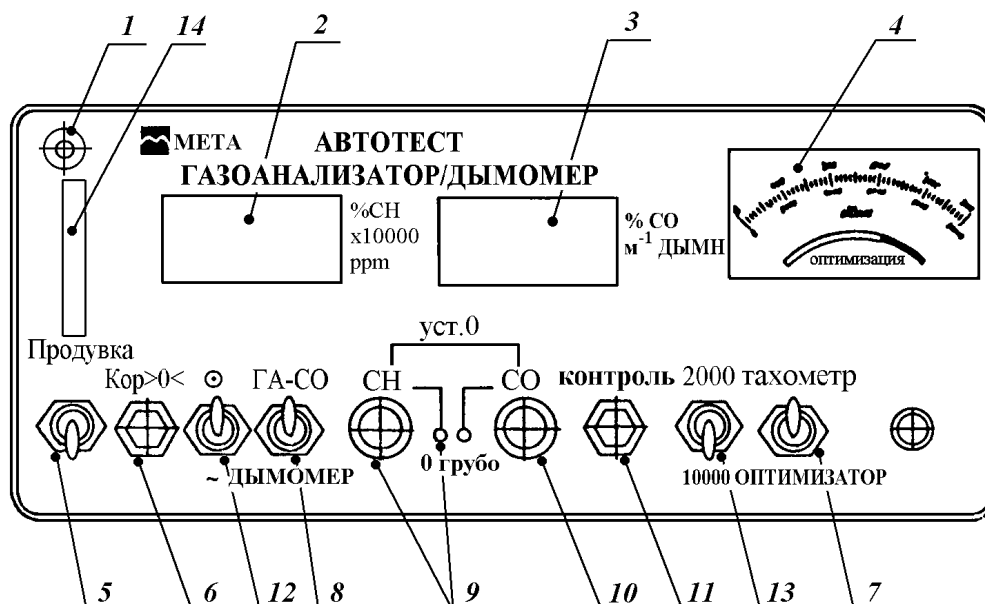 1 14 2 3 4
МЕТА АВТОТЕСТ
ГАЗОАНАЛИЗАТОР/ДЫМОМЕР
%СН
х10000
ppm
% СО
м⁻¹ ДЫМН
оптимизация
уст.0
Продувка
Кор>0< ГА-СО СН СО контроль 2000 тахометр
0 грубо
~ ДЫМОМЕР
10000 ОПТИМИЗАТОР
5 6 12 8 9 10 11 13 7